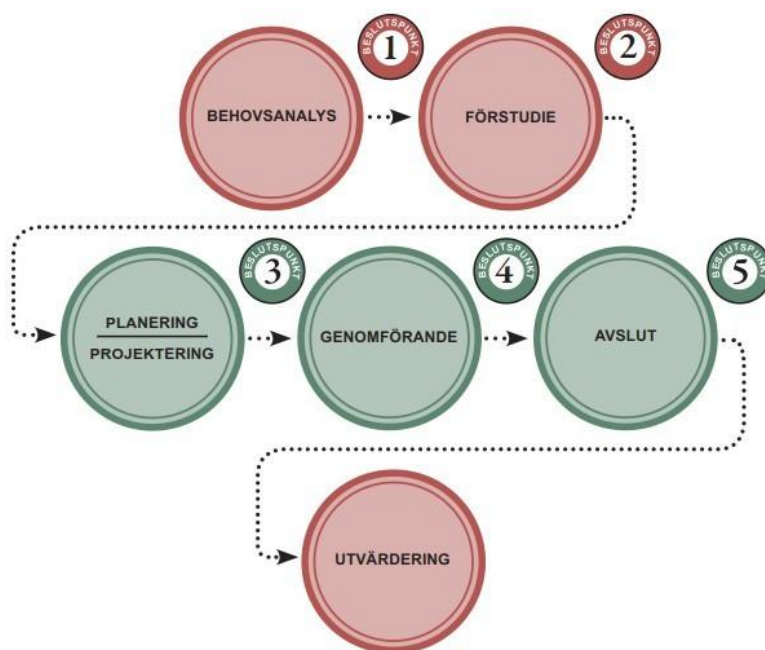 BESLUTSPUNKT
1
BESLUTSPUNKT
2
BEHOVSANALYS
FÖRSTUDIE
BESLUTSPUNKT
3
BESLUTSPUNKT
4
BESLUTSPUNKT
5
PLANERING
PROJEKTERING
GENOMFÖRANDE
AVSLUT
UTVÄRDERING